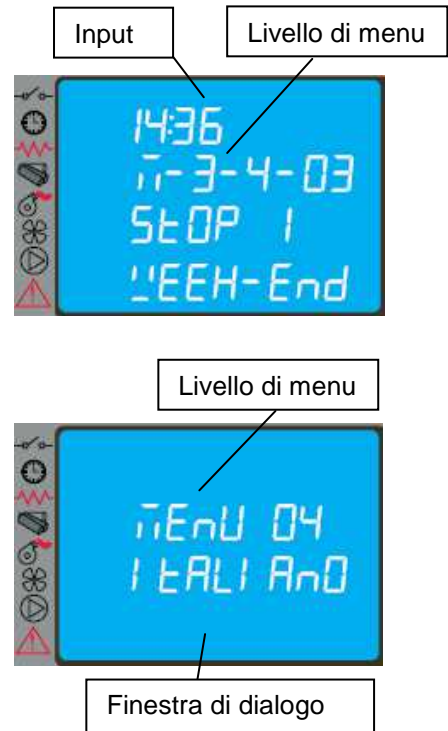 Input
Livello di menu
14:36
M-3-4-03
StOP 1
WEEH-End
Livello di menu
MEnU 04
ItALIAnO
Finestra di dialogo